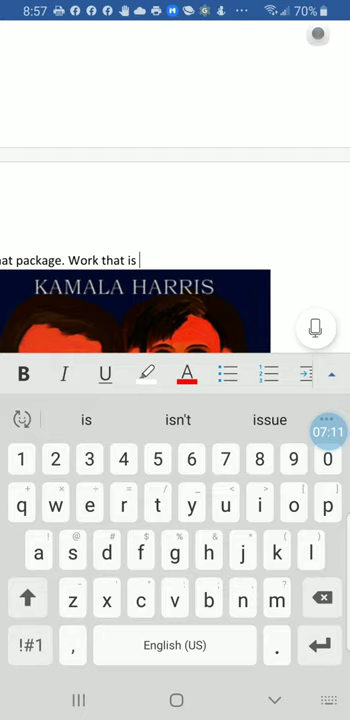 8:57
70%
hat package. Work that is
KAMALA HARRIS
B I U A
is isn't issue
07:11
1 2 3 4 5 6 7 8 9 0
q w e r t y u i o p
a s d f g h j k l
z x c v b n m
!#1 , English (US) .